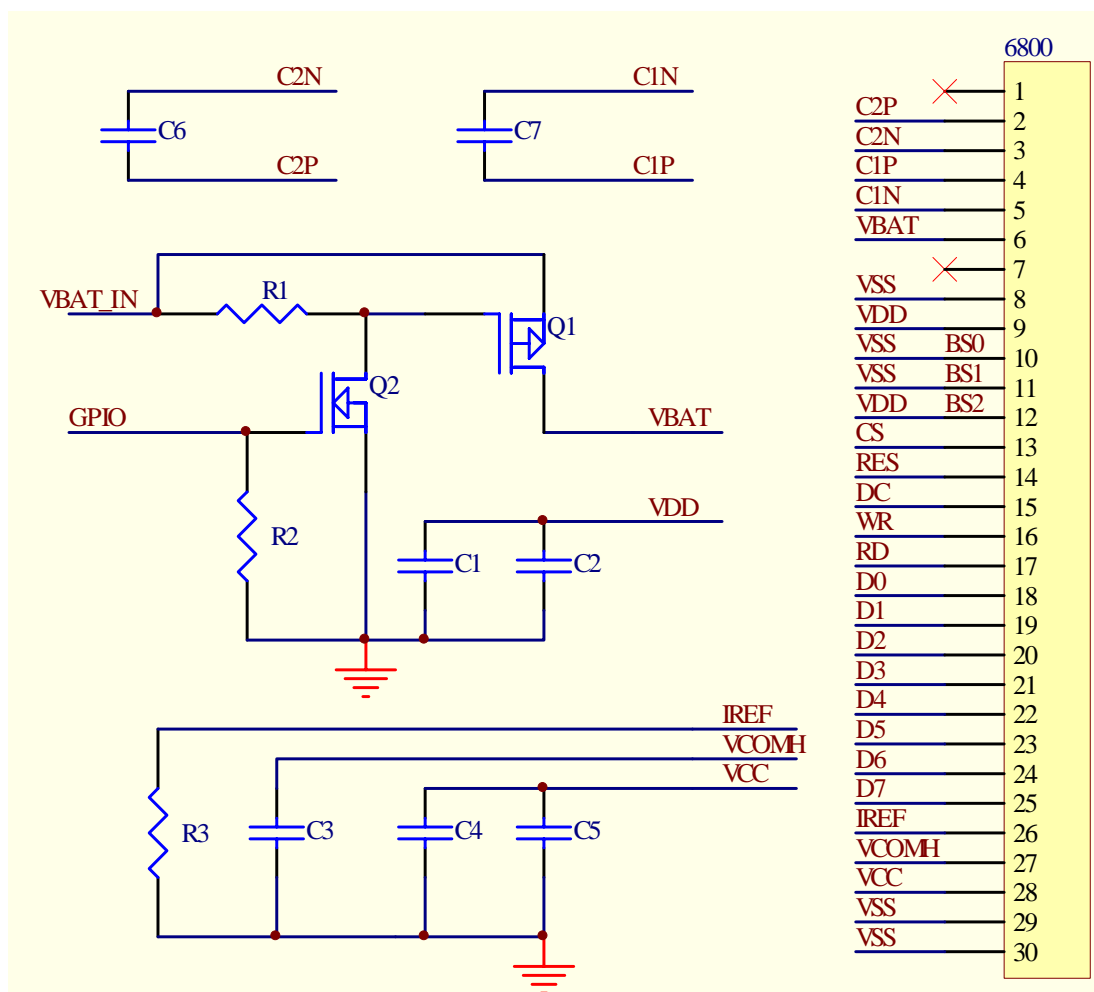 6800
C2N
C1N
C6
C7
C2P
C1P
VBAT_IN
R1
Q1
Q2
GPIO
VBAT
R2
VDD
C1
C2
IREF
VCOMH
VCC
R3
C3
C4
C5
1
C2P 2
C2N 3
C1P 4
C1N 5
VBAT 6
7
VSS 8
VDD 9
VSS BS0 10
VSS BS1 11
VDD BS2 12
CS 13
RES 14
DC 15
WR 16
RD 17
D0 18
D1 19
D2 20
D3 21
D4 22
D5 23
D6 24
D7 25
IREF 26
VCOMH 27
VCC 28
VSS 29
VSS 30